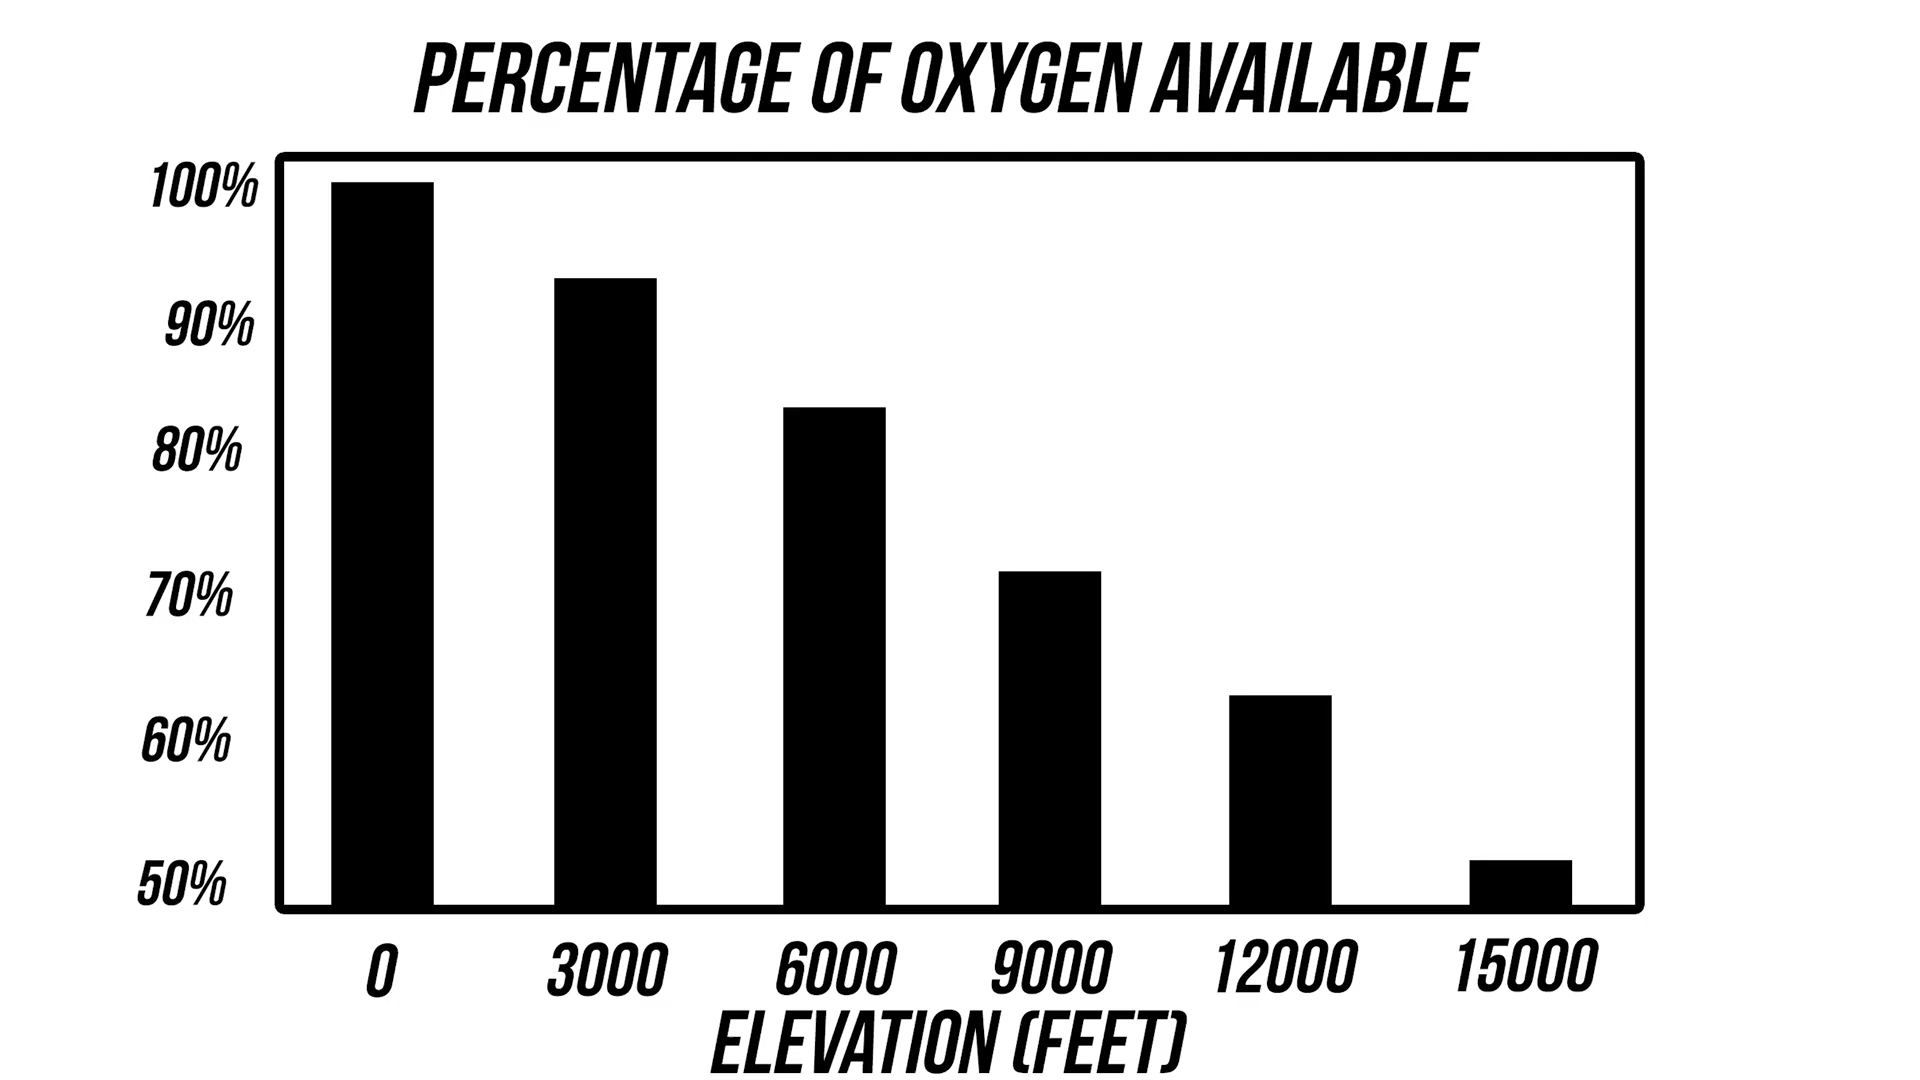 PERCENTAGE OF OXYGEN AVAILABLE
100%
90%
80%
70%
60%
50%
0 3000 6000 9000 12000 15000
ELEVATION (FEET)